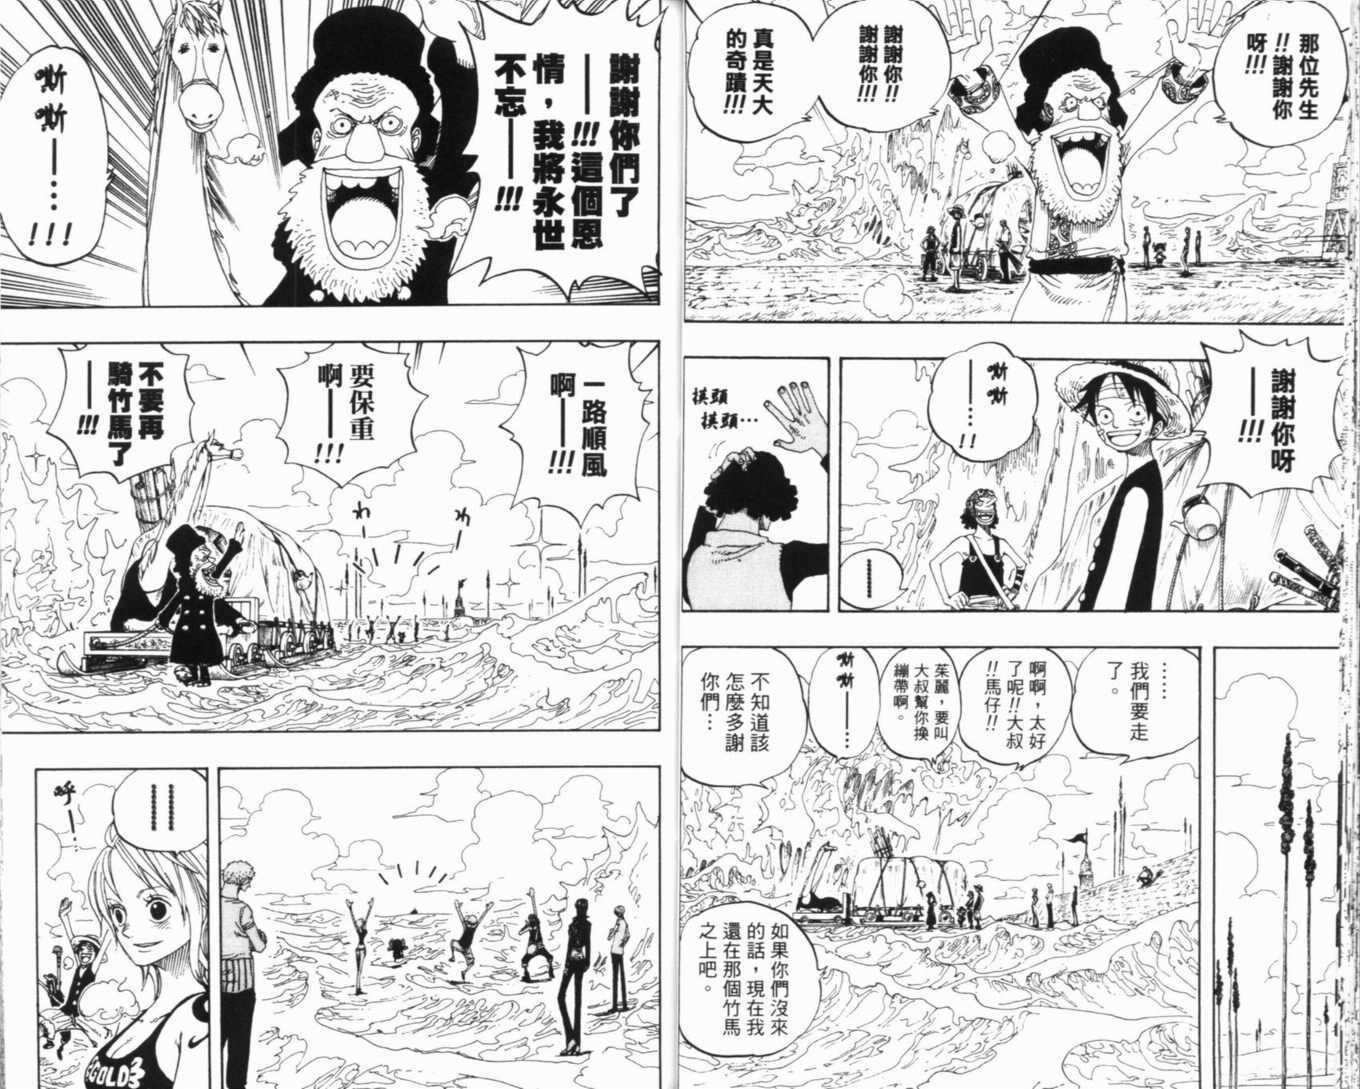 那位先生
!!謝謝你
呀!!!
謝謝你!!
謝謝你!!!
真是天大
的奇蹟!!!
謝謝你呀
——!!!
嘶嘶
——…!!
…………
摸頭
摸頭…
……
我們要走
了。
啊啊，太好
了呢!!大叔
!!馬仔!!
茱麗，要叫
大叔幫你換
繃帶啊。
嘶嘶——…
不知道該
怎麼多謝
你們…
如果你們沒來
的話，現在我
還在那個竹馬
之上吧。
謝謝你們了
——!!!這個恩
情，我將永世
不忘——!!!
嘶嘶——…!!!
一路順風
啊——!!!
要保重
啊——!!!
不要再
騎竹馬了
——!!!
わ
わ
…………
呼—…
GOLD3